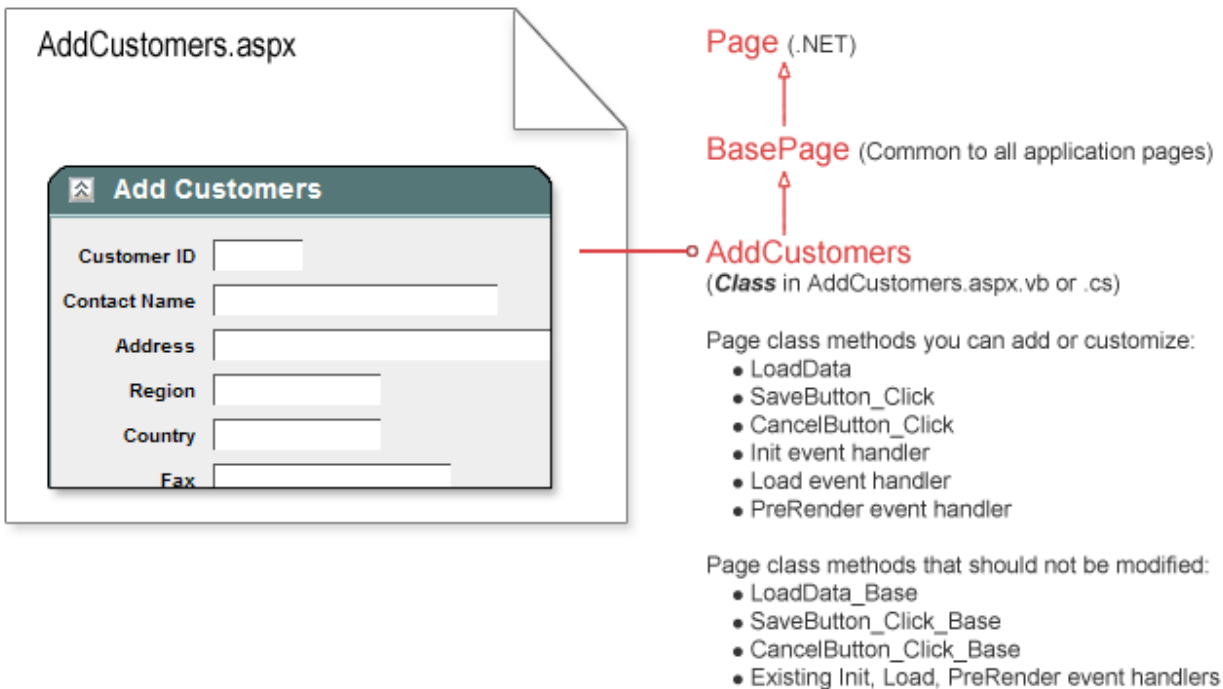 AddCustomers.aspx
Add Customers
Customer ID
Contact Name
Address
Region
Country
Fax
Page (.NET)
BasePage (Common to all application pages)
AddCustomers
(Class in AddCustomers.aspx.vb or .cs)
Page class methods you can add or customize:
• LoadData
• SaveButton_Click
• CancelButton_Click
• Init event handler
• Load event handler
• PreRender event handler
Page class methods that should not be modified:
• LoadData_Base
• SaveButton_Click_Base
• CancelButton_Click_Base
• Existing Init, Load, PreRender event handlers